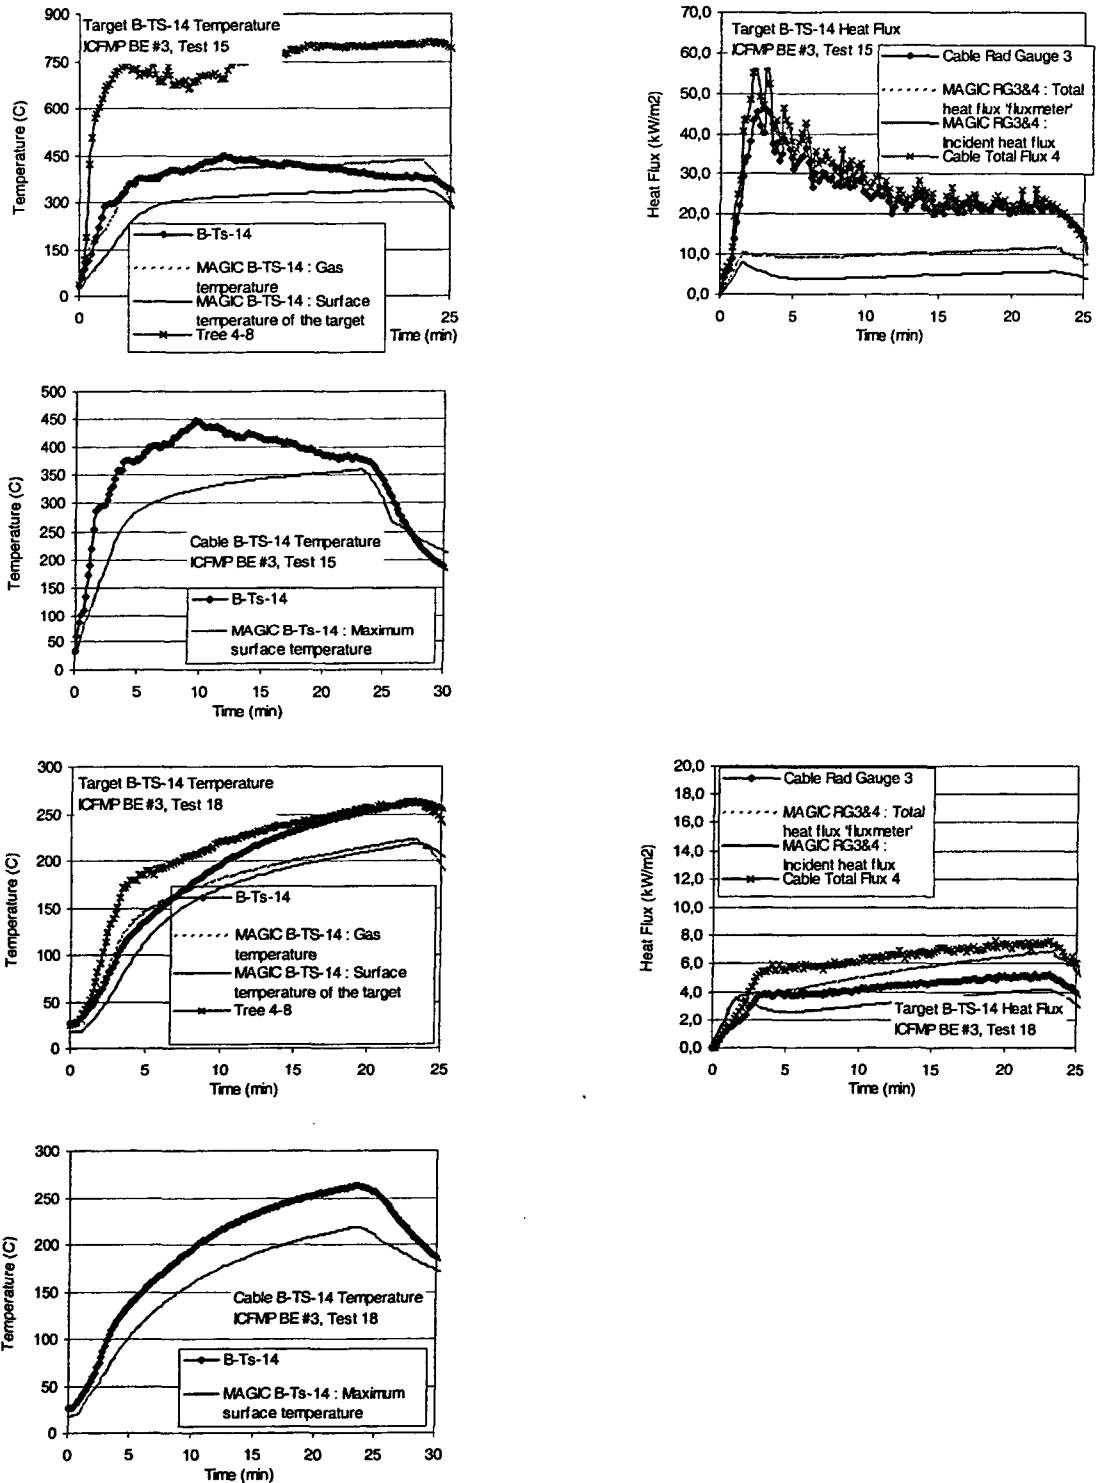 Target B-TS-14 Temperature
ICFMP BE #3, Test 15
Temperature (C)
900
750
600
450
300
150
0
B-Ts-14
MAGIC B-TS-14 : Gas
temperature
MAGIC B-TS-14 : Surface
temperature of the target
Tree 4-8
0
25
Time (min)
Target B-TS-14 Heat Flux
ICFMP BE #3, Test 15
Heat Flux (kW/m2)
70,0
60,0
50,0
40,0
30,0
20,0
10,0
0,0
Cable Rad Gauge 3
MAGIC RG3&4 : Total
heat flux 'fluxmeter'
MAGIC RG3&4 :
Incident heat flux
Cable Total Flux 4
0 5 10 15 20 25
Time (min)
Temperature (C)
500
450
400
350
300
250
200
150
100
50
0
Cable B-TS-14 Temperature
ICFMP BE #3, Test 15
B-Ts-14
MAGIC B-Ts-14 : Maximum
surface temperature
0 5 10 15 20 25 30
Time (min)
Target B-TS-14 Temperature
ICFMP BE #3, Test 18
Temperature (C)
300
250
200
150
100
50
0
B-Ts-14
MAGIC B-TS-14 : Gas
temperature
MAGIC B-TS-14 : Surface
temperature of the target
Tree 4-8
0 5 10 15 20 25
Time (min)
Heat Flux (kW/m2)
20,0
18,0
16,0
14,0
12,0
10,0
8,0
6,0
4,0
2,0
0,0
Cable Rad Gauge 3
MAGIC RG3&4 : Total
heat flux 'fluxmeter'
MAGIC RG3&4 :
Incident heat flux
Cable Total Flux 4
Target B-TS-14 Heat Flux
ICFMP BE #3, Test 18
0 5 10 15 20 25
Time (min)
Temperature (C)
300
250
200
150
100
50
0
Cable B-TS-14 Temperature
ICFMP BE #3, Test 18
B-Ts-14
MAGIC B-Ts-14 : Maximum
surface temperature
0 5 10 15 20 25 30
Time (min)